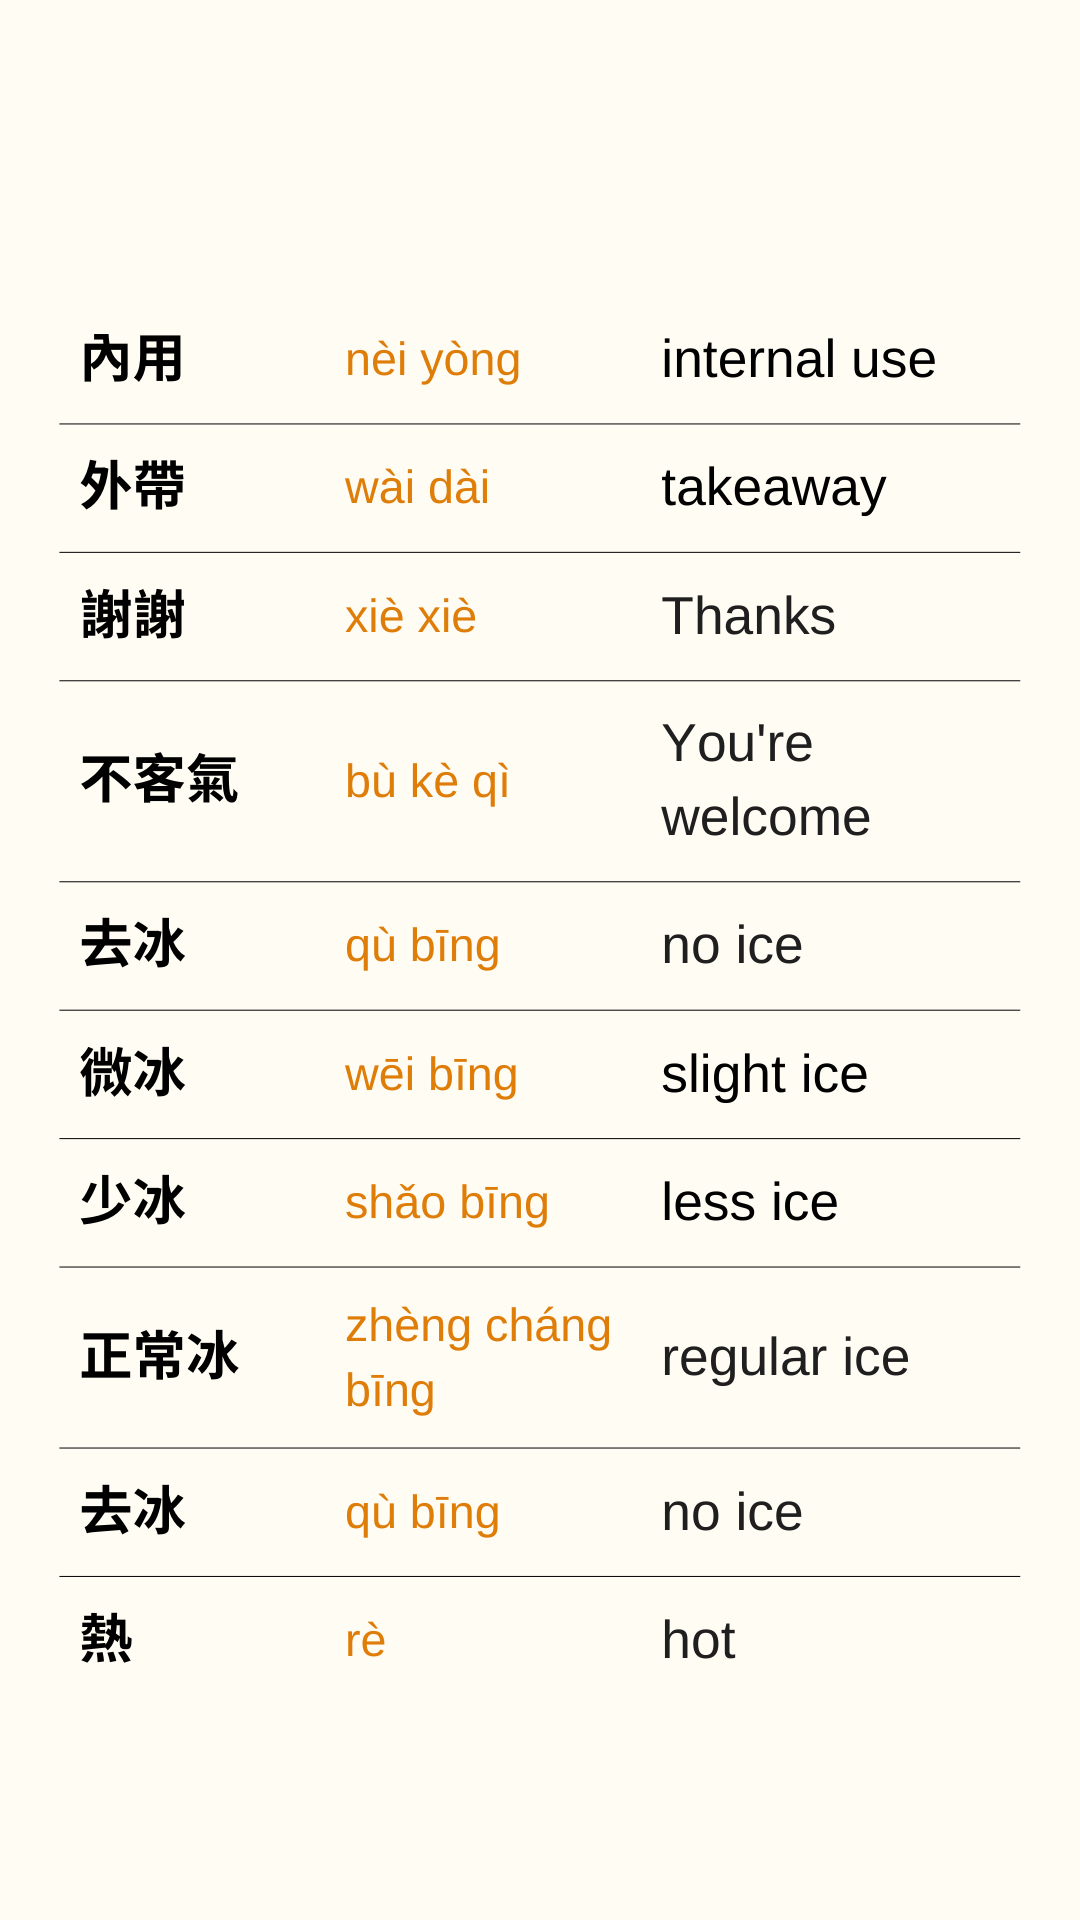 內用 nèi yòng internal use
外帶 wài dài takeaway
謝謝 xiè xiè Thanks
不客氣 bù kè qì You're
welcome
去冰 qù bīng no ice
微冰 wēi bīng slight ice
少冰 shǎo bīng less ice
正常冰 zhèng cháng
bīng regular ice
去冰 qù bīng no ice
熱 rè hot